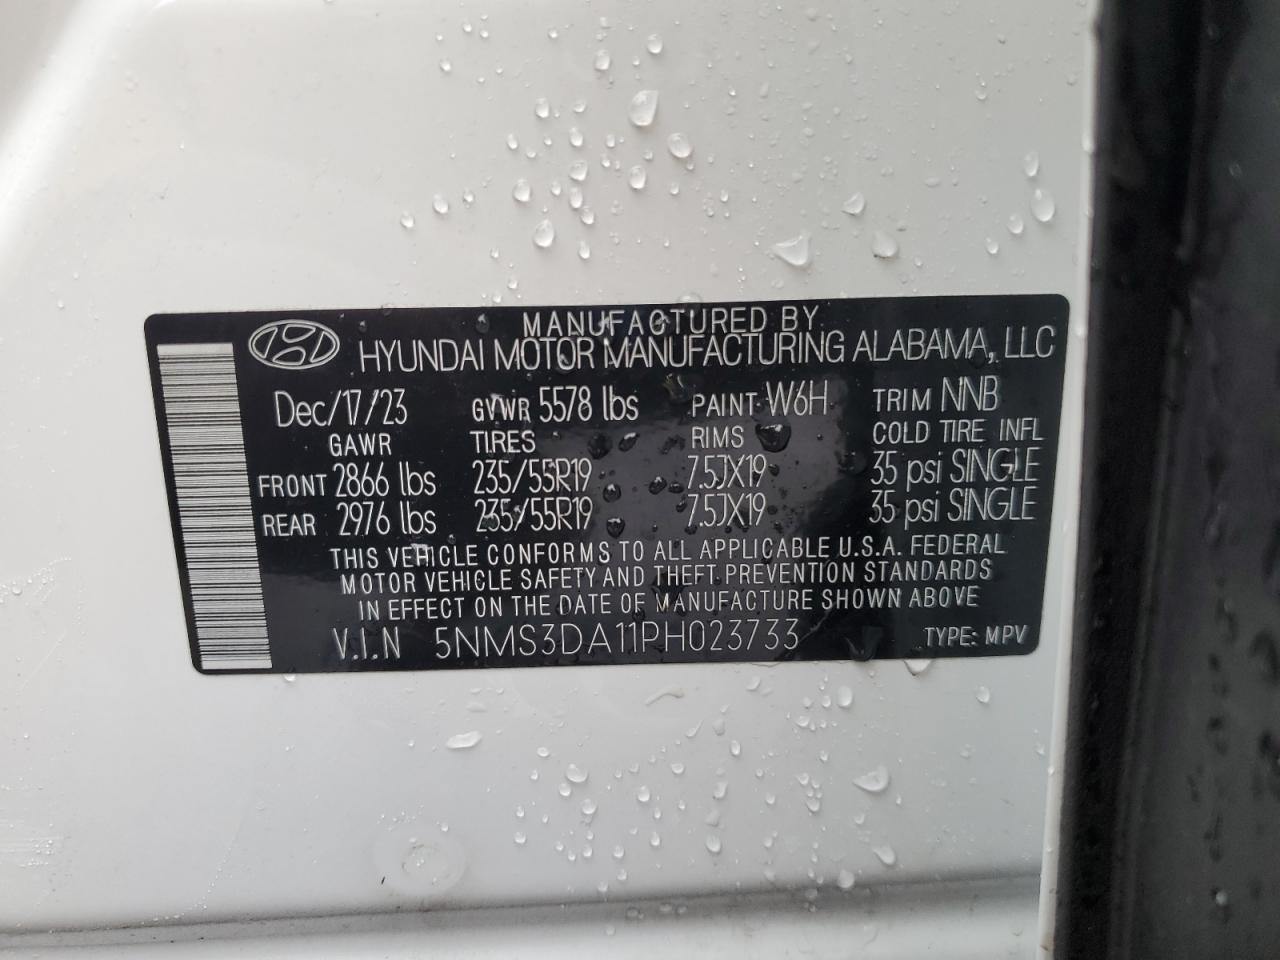 MANUFACTURED BY
HYUNDAI MOTOR MANUFACTURING ALABAMA, LLC
Dec/17/23 GVWR 5578 lbs PAINT W6H TRIM NNB
GAWR TIRES RIMS COLD TIRE INFL
FRONT 2866 lbs 235/55R19 7.5JX19 35 psi SINGLE
REAR 2976 lbs 235/55R19 7.5JX19 35 psi SINGLE
THIS VEHICLE CONFORMS TO ALL APPLICABLE U.S.A. FEDERAL
MOTOR VEHICLE SAFETY AND THEFT PREVENTION STANDARDS
IN EFFECT ON THE DATE OF MANUFACTURE SHOWN ABOVE
V.I.N 5NMS3DA11PH023733 TYPE: MPV